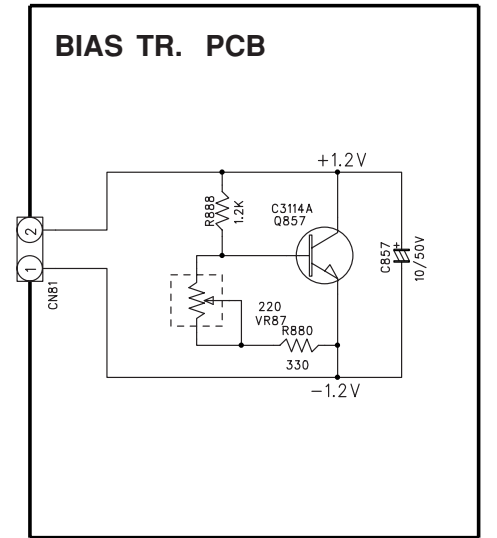 BIAS TR. PCB
+1.2V
R888
1.2K
C3114A
Q857
C857
+
10/50V
2
1
CN81
220
VR87
R880
330
-1.2V